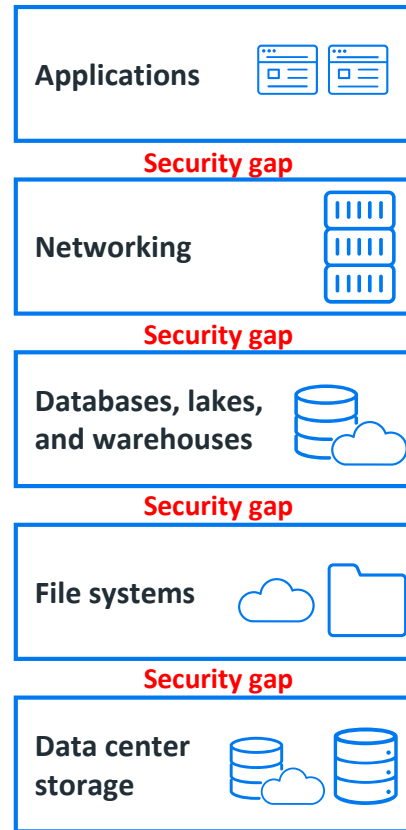 Applications
Security gap
Networking
Security gap
Databases, lakes,
and warehouses
Security gap
File systems
Security gap
Data center
storage